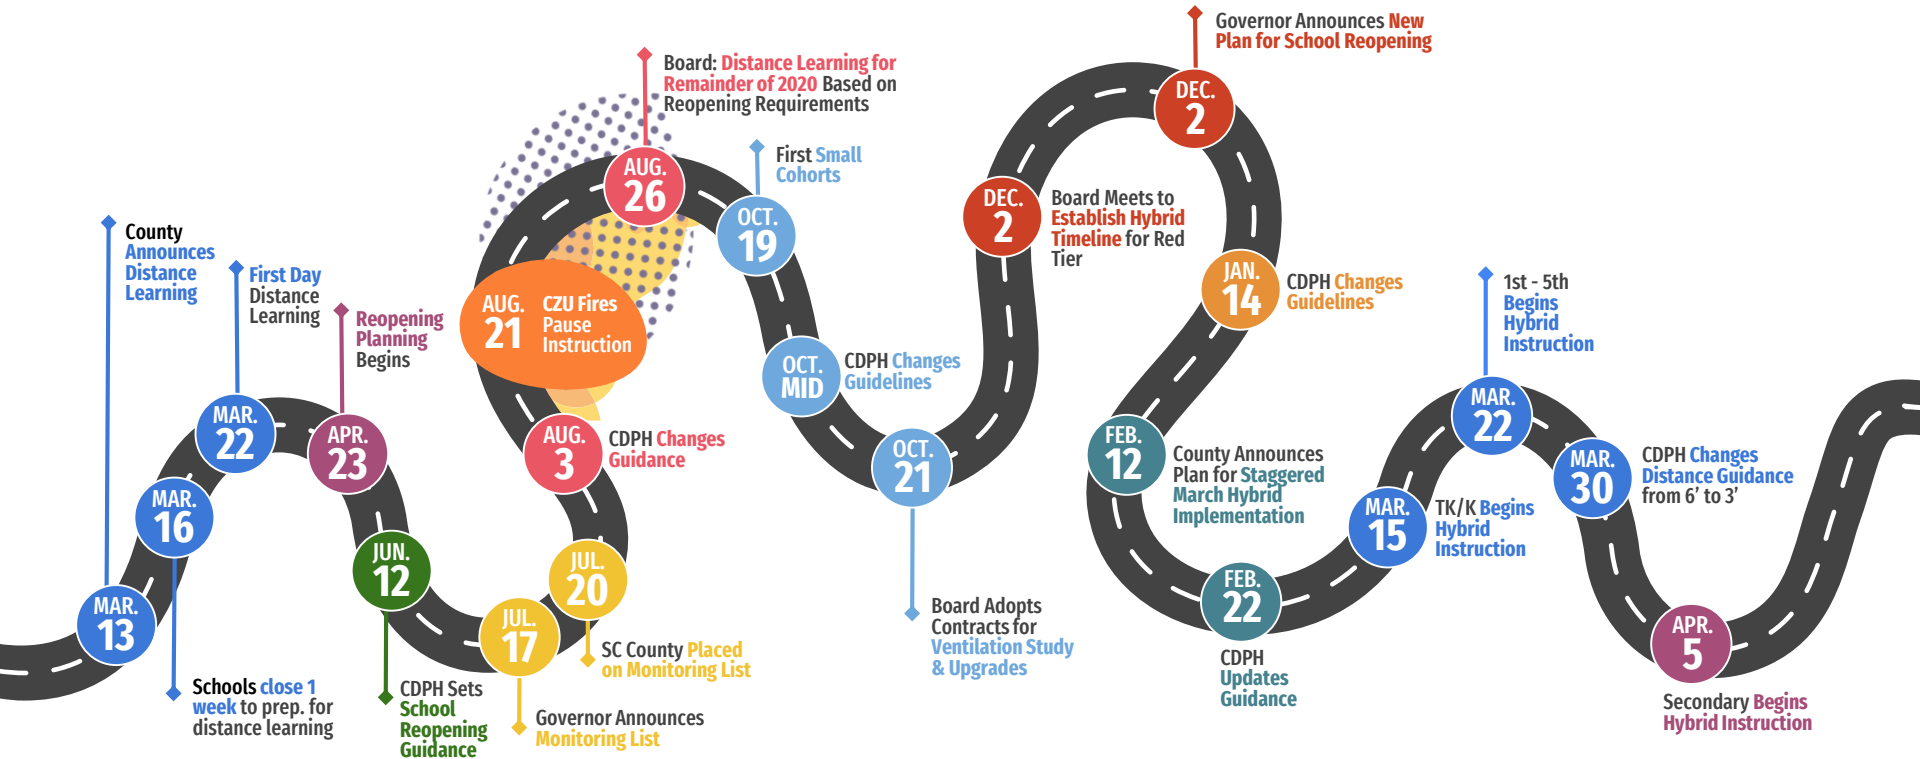 MAR.
13
County
Announces
Distance
Learning
MAR.
16
Schools close 1
week to prep. for
distance learning
MAR.
22
First Day
Distance
Learning
APR.
23
Reopening
Planning
Begins
JUN.
12
CDPH Sets
School
Reopening
Guidance
JUL.
17
Governor Announces
Monitoring List
JUL.
20
SC County Placed
on Monitoring List
AUG.
3
CDPH Changes
Guidance
AUG.
21
CZU Fires
Pause
Instruction
AUG.
26
Board: Distance Learning for
Remainder of 2020 Based on
Reopening Requirements
OCT.
19
First Small
Cohorts
OCT.
MID
CDPH Changes
Guidelines
OCT.
21
Board Adopts
Contracts for
Ventilation Study
& Upgrades
DEC.
2
Board Meets to
Establish Hybrid
Timeline for Red
Tier
DEC.
2
Governor Announces New
Plan for School Reopening
JAN.
14
CDPH Changes
Guidelines
FEB.
12
County Announces
Plan for Staggered
March Hybrid
Implementation
FEB.
22
CDPH
Updates
Guidance
MAR.
15
TK/K Begins
Hybrid
Instruction
MAR.
22
1st - 5th
Begins
Hybrid
Instruction
MAR.
30
CDPH Changes
Distance Guidance
from 6’ to 3’
APR.
5
Secondary Begins
Hybrid Instruction